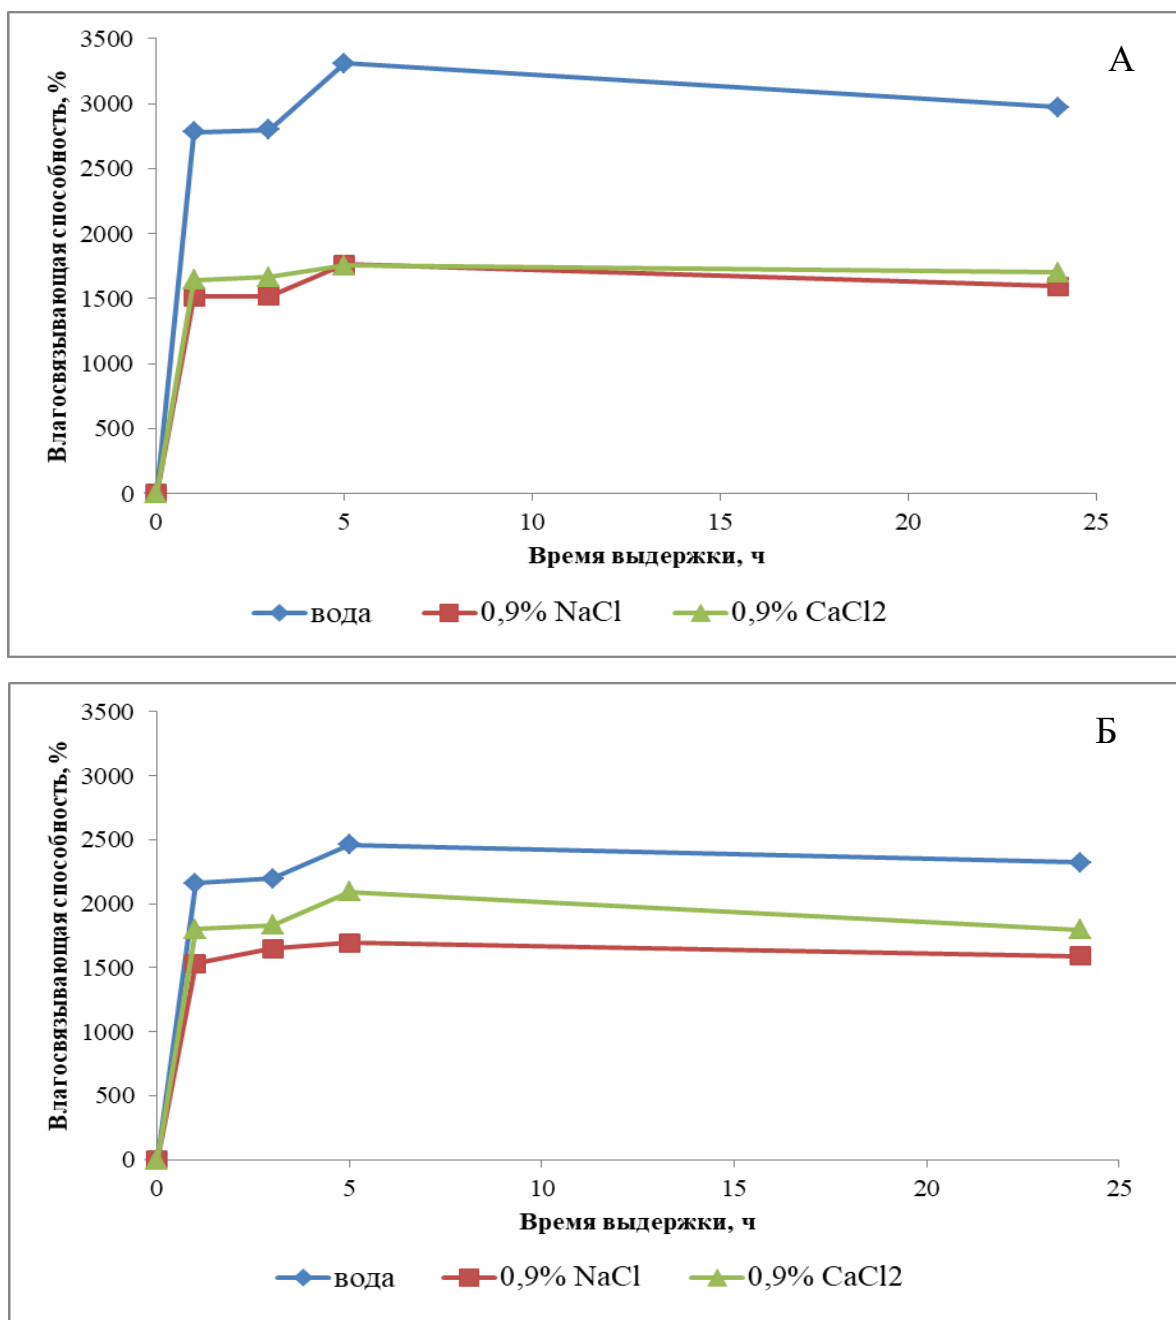 А
Влагосвязывающая способность, %
3500
3000
2500
2000
1500
1000
500
0
0 5 10 15 20 25
Время выдержки, ч
вода 0,9% NaCl 0,9% CaCl2
Б
Влагосвязывающая способность, %
3500
3000
2500
2000
1500
1000
500
0
0 5 10 15 20 25
Время выдержки, ч
вода 0,9% NaCl 0,9% CaCl2